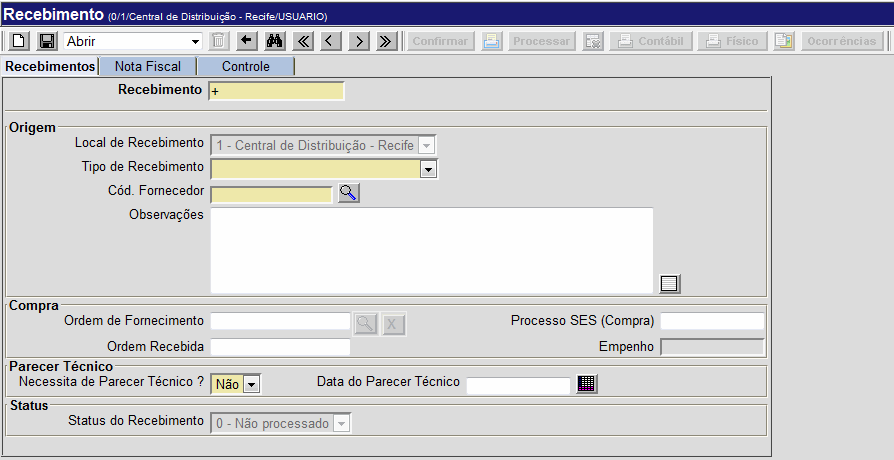 Recebimento (0/1/Central de Distribuição - Recife/USUARIO)
Abrir Confirmar Processar Contábil Físico Ocorrências
Recebimentos Nota Fiscal Controle
Recebimento +
Origem
Local de Recebimento 1 - Central de Distribuição - Recife
Tipo de Recebimento
Cód. Fornecedor
Observações
Compra
Ordem de Fornecimento X Processo SES (Compra)
Ordem Recebida Empenho
Parecer Técnico
Necessita de Parecer Técnico ? Não Data do Parecer Técnico
Status
Status do Recebimento 0 - Não processado